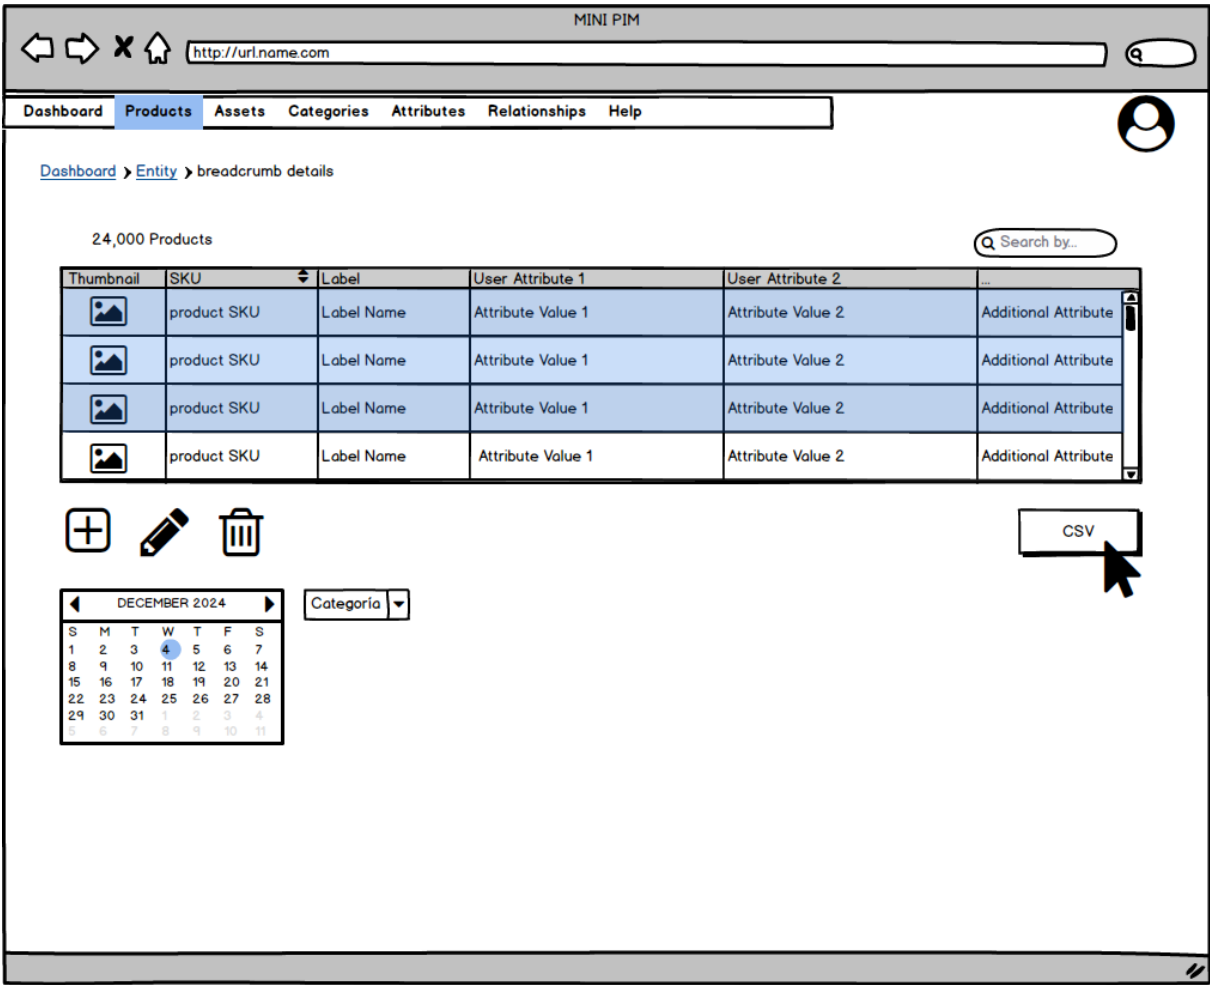 MINI PIM
http://url.name.com
Dashboard Products Assets Categories Attributes Relationships Help
Dashboard Entity breadcrumb details
24,000 Products Search by...
Thumbnail SKU Label User Attribute 1 User Attribute 2 ...
product SKU Label Name Attribute Value 1 Attribute Value 2 Additional Attribute
product SKU Label Name Attribute Value 1 Attribute Value 2 Additional Attribute
product SKU Label Name Attribute Value 1 Attribute Value 2 Additional Attribute
product SKU Label Name Attribute Value 1 Attribute Value 2 Additional Attribute
CSV
DECEMBER 2024 Categoría
S M T W T F S
1 2 3 4 5 6 7
8 9 10 11 12 13 14
15 16 17 18 19 20 21
22 23 24 25 26 27 28
29 30 31 1 2 3 4
5 6 7 8 9 10 11